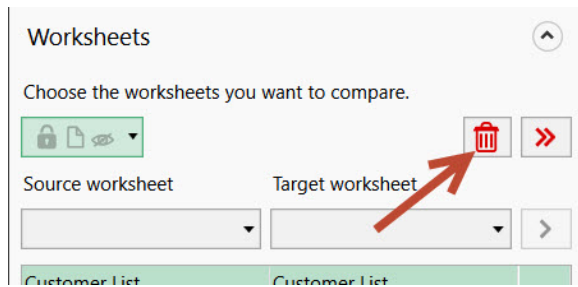 Worksheets
Choose the worksheets you want to compare.
Source worksheet Target worksheet
Customer List Customer List